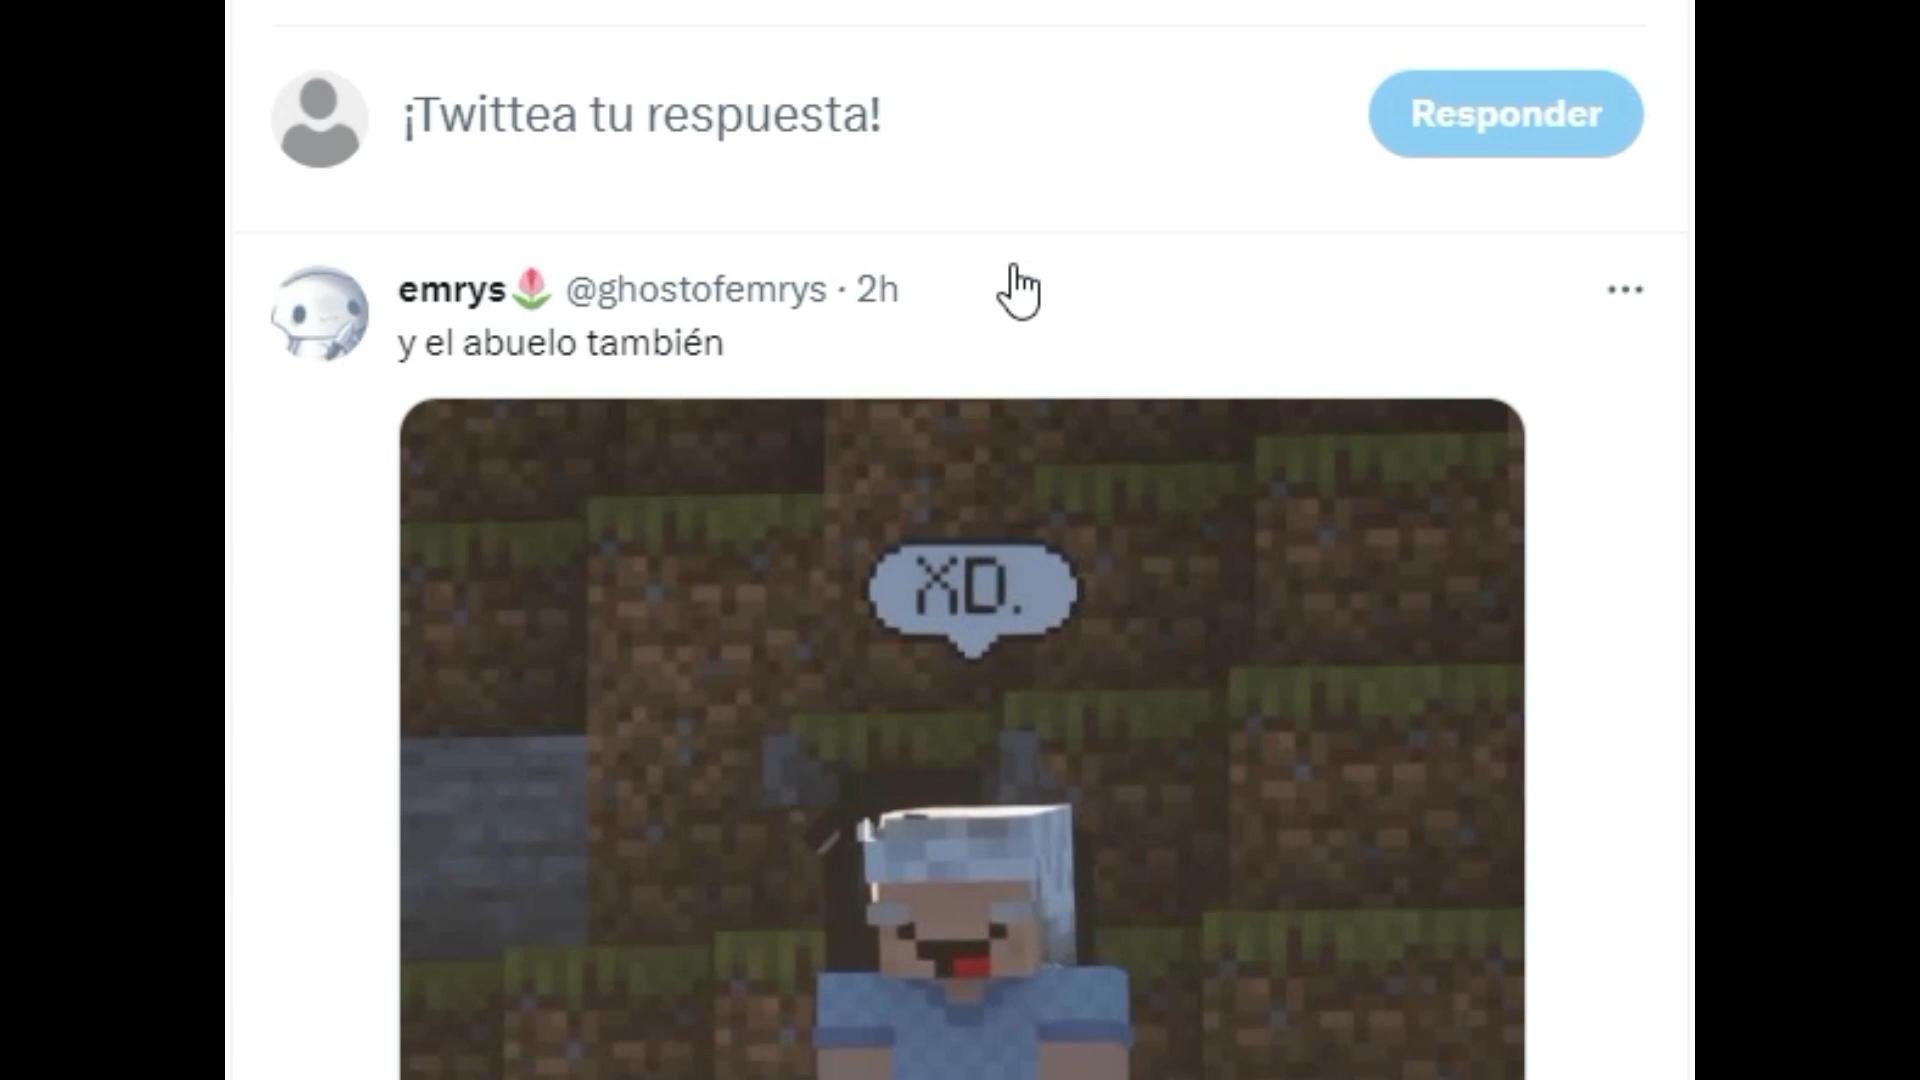 ¡Twittea tu respuesta!
Responder
emrys🌷 @ghostofemrys · 2h
y el abuelo también
XD.